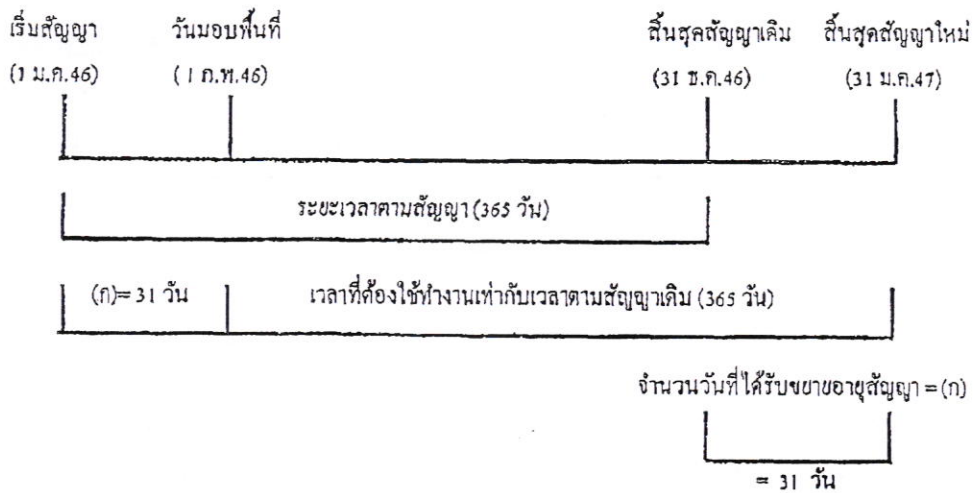 เริ่มสัญญา วันมอบพื้นที่ สิ้นสุดสัญญาเดิม สิ้นสุดสัญญาใหม่
(1 ม.ค.46) (1 ก.พ.46) (31 ธ.ค.46) (31 ม.ค.47)
ระยะเวลาตามสัญญา (365 วัน)
(ก)= 31 วัน เวลาที่ต้องใช้ทำงานเท่ากับเวลาตามสัญญาเดิม (365 วัน)
จำนวนวันที่ได้รับขยายอายุสัญญา = (ก)
= 31 วัน